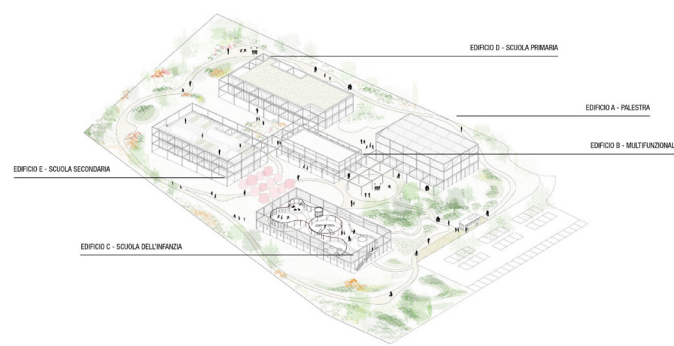 EDIFICIO D - SCUOLA PRIMARIA
EDIFICIO A - PALESTRA
EDIFICIO B - MULTIFUNZIONAL
EDIFICIO E - SCUOLA SECONDARIA
EDIFICIO C - SCUOLA DELL'INFANZIA